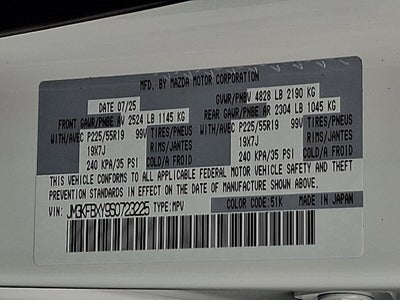 MFD. BY MAZDA MOTOR CORPORATION
DATE 07/25 GVWR/PNBV 4828 LB 2190 KG
FRONT GAWR/PNBE AV 2524 LB 1145 KG REAR GAWR/PNBE AR 2304 LB 1045 KG
WITH/AVEC P225/55R19 99V TIRES/PNEUS WITH/AVEC P225/55R19 99V TIRES/PNEUS
19X7J RIMS/JANTES 19X7J RIMS/JANTES
240 KPA/35 PSI COLD/A FROID 240 KPA/35 PSI COLD/A FROID
THIS VEHICLE CONFORMS TO ALL APPLICABLE FEDERAL MOTOR VEHICLE SAFETY AND THEFT
PREVENTION STANDARDS IN EFFECT ON THE DATE OF MANUFACTURE SHOWN ABOVE.
VIN: JM3KFBXY9S0723225 TYPE:MPV COLOR CODE:51K MADE IN JAPAN